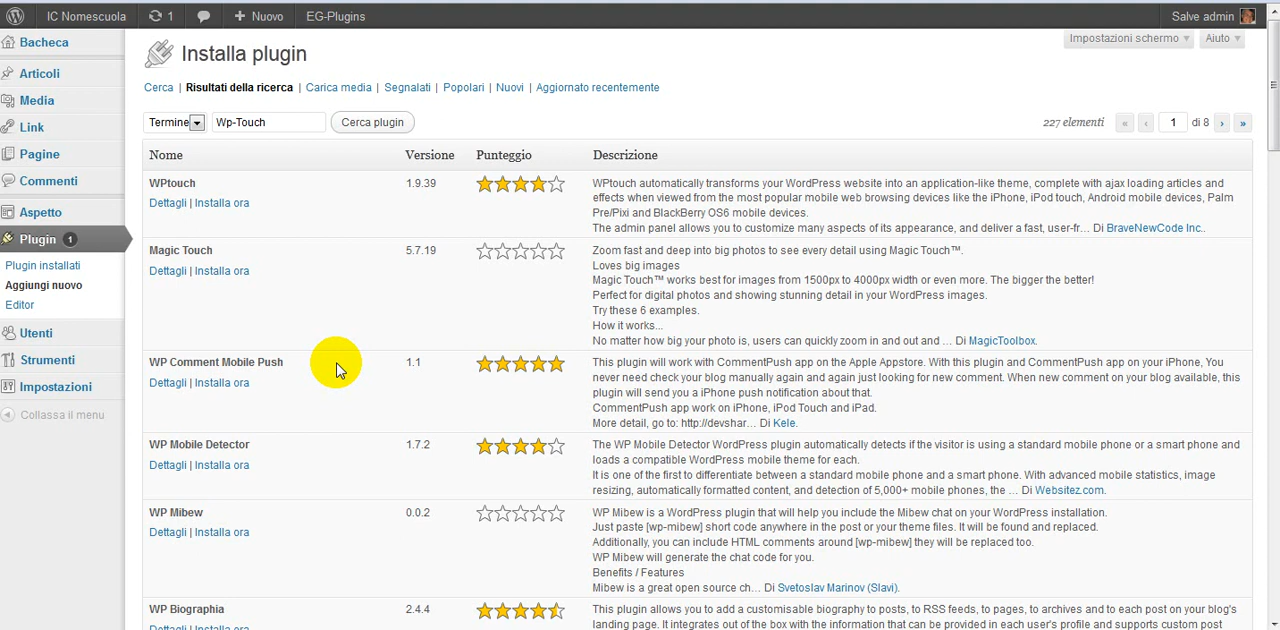 IC Nomescuola 1 Nuovo EG-Plugins Salve admin
Bacheca
Articoli
Media
Link
Pagine
Commenti
Aspetto
Plugin 1
Plugin installati
Aggiungi nuovo
Editor
Utenti
Strumenti
Impostazioni
Collassa il menu
Impostazioni schermo Aiuto
Installa plugin
Cerca | Risultati della ricerca | Carica media | Segnalati | Popolari | Nuovi | Aggiornato recentemente
Termine Wp-Touch Cerca plugin 227 elementi « ‹ 1 di 8 › »
Nome Versione Punteggio Descrizione
WPtouch 1.9.39 WPtouch automatically transforms your WordPress website into an application-like theme, complete with ajax loading articles and
Dettagli | Installa ora effects when viewed from the most popular mobile web browsing devices like the iPhone, iPod touch, Android mobile devices, Palm
Pre/Pixi and BlackBerry OS6 mobile devices.
The admin panel allows you to customize many aspects of its appearance, and deliver a fast, user-fr… Di BraveNewCode Inc..
Magic Touch 5.7.19 Zoom fast and deep into big photos to see every detail using Magic Touch™.
Dettagli | Installa ora Loves big images
Magic Touch™ works best for images from 1500px to 4000px width or even more. The bigger the better!
Perfect for digital photos and showing stunning detail in your WordPress images.
Try these 6 examples.
How it works...
No matter how big your photo is, users can quickly zoom in and out and … Di MagicToolbox.
WP Comment Mobile Push 1.1 This plugin will work with CommentPush app on the Apple Appstore. With this plugin and CommentPush app on your iPhone, You
Dettagli | Installa ora never need check your blog manually again and again just looking for new comment. When new comment on your blog available, this
plugin will send you a iPhone push notification about that.
CommentPush app work on iPhone, iPod Touch and iPad.
More detail, go to: http://devshar… Di Kele.
WP Mobile Detector 1.7.2 The WP Mobile Detector WordPress plugin automatically detects if the visitor is using a standard mobile phone or a smart phone and
Dettagli | Installa ora loads a compatible WordPress mobile theme for each.
It is one of the first to differentiate between a standard mobile phone and a smart phone. With advanced mobile statistics, image
resizing, automatically formatted content, and detection of 5,000+ mobile phones, the … Di Websitez.com.
WP Mibew 0.0.2 WP Mibew is a WordPress plugin that will help you include the Mibew chat on your WordPress installation.
Dettagli | Installa ora Just paste [wp-mibew] short code anywhere in the post or your theme files. It will be found and replaced.
Additionally, you can include HTML comments around [wp-mibew] they will be replaced too.
WP Mibew will generate the chat code for you.
Benefits / Features
Mibew is a great open source ch… Di Svetoslav Marinov (Slavi).
WP Biographia 2.4.4 This plugin allows you to add a customisable biography to posts, to RSS feeds, to pages, to archives and to each post on your blog
Dettagli | Installa ora landing page. It integrates out of the box with the information that can be provided in each user's profile and supports custom post